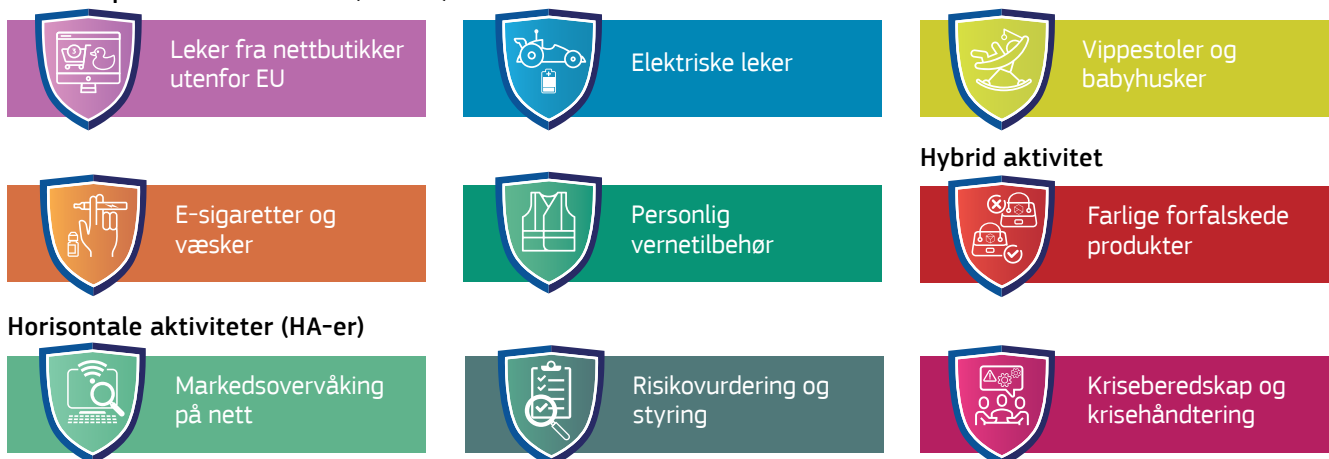 Leker fra nettbutikker
utenfor EU
Elektriske leker
Vippestoler og
babyhusker
Hybrid aktivitet
E-sigaretter og
væsker
Personlig
vernetilbehør
Farlige forfalskede
produkter
Horisontale aktiviteter (HA-er)
Markedsovervåking
på nett
Risikovurdering og
styring
Kriseberedskap og
krisehåndtering